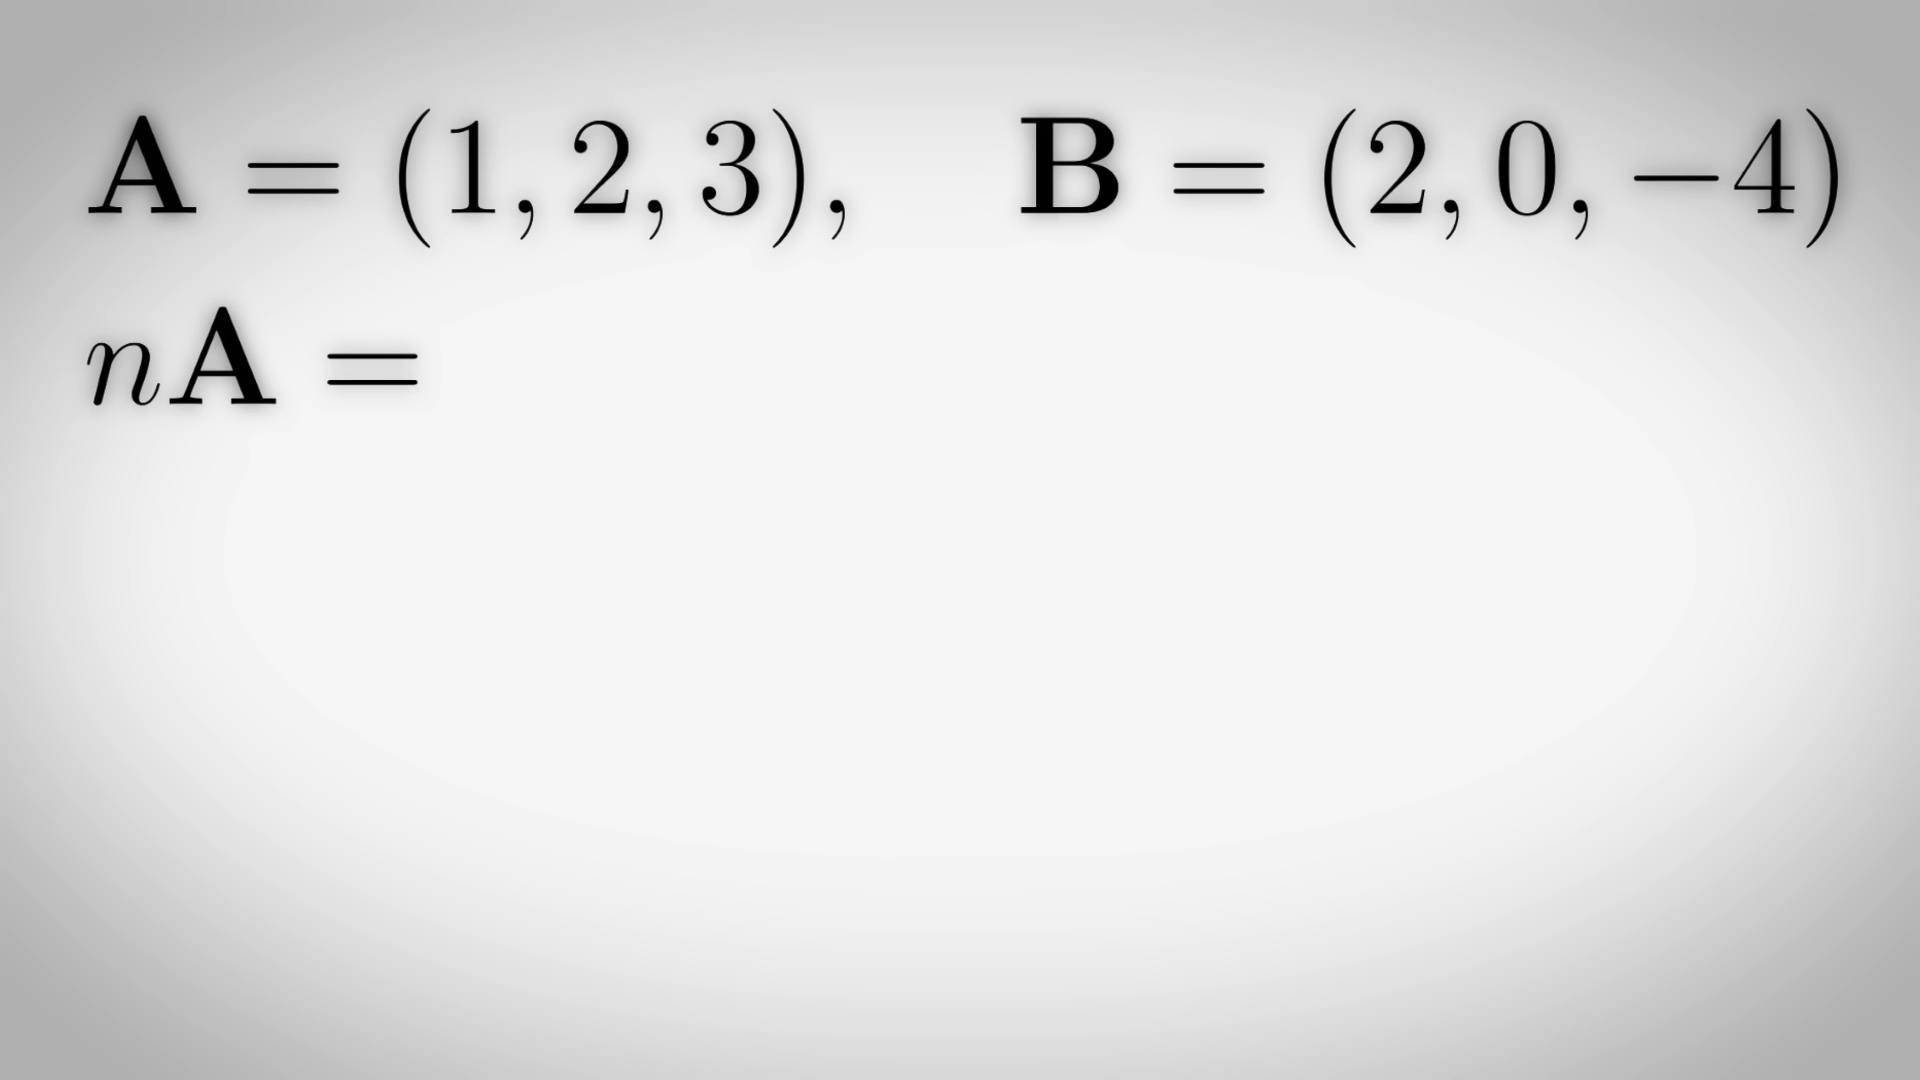 A = (1, 2, 3), B = (2, 0, −4)
nA =